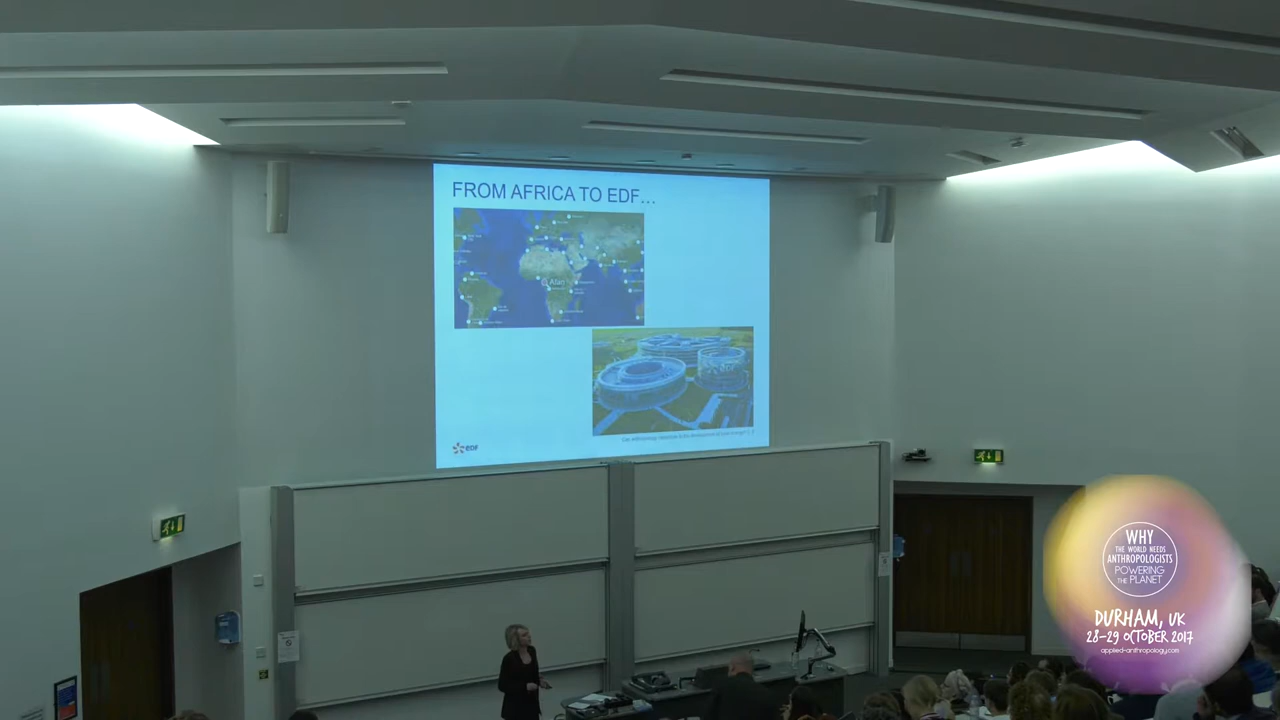 FROM AFRICA TO EDF...
EDF
WHY
THE WORLD NEEDS
ANTHROPOLOGISTS
POWERING
THE PLANET
DURHAM, UK
28-29 OCTOBER 2017
applied-anthropology.com